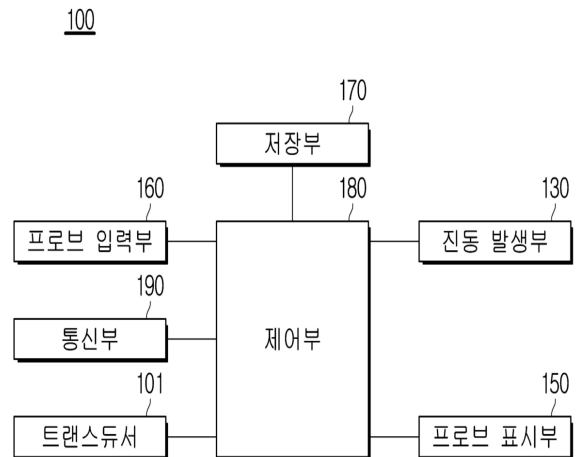 100
170
저장부
160
180
130
프로브 입력부
진동 발생부
190
통신부
제어부
101
150
트랜스듀서
프로브 표시부